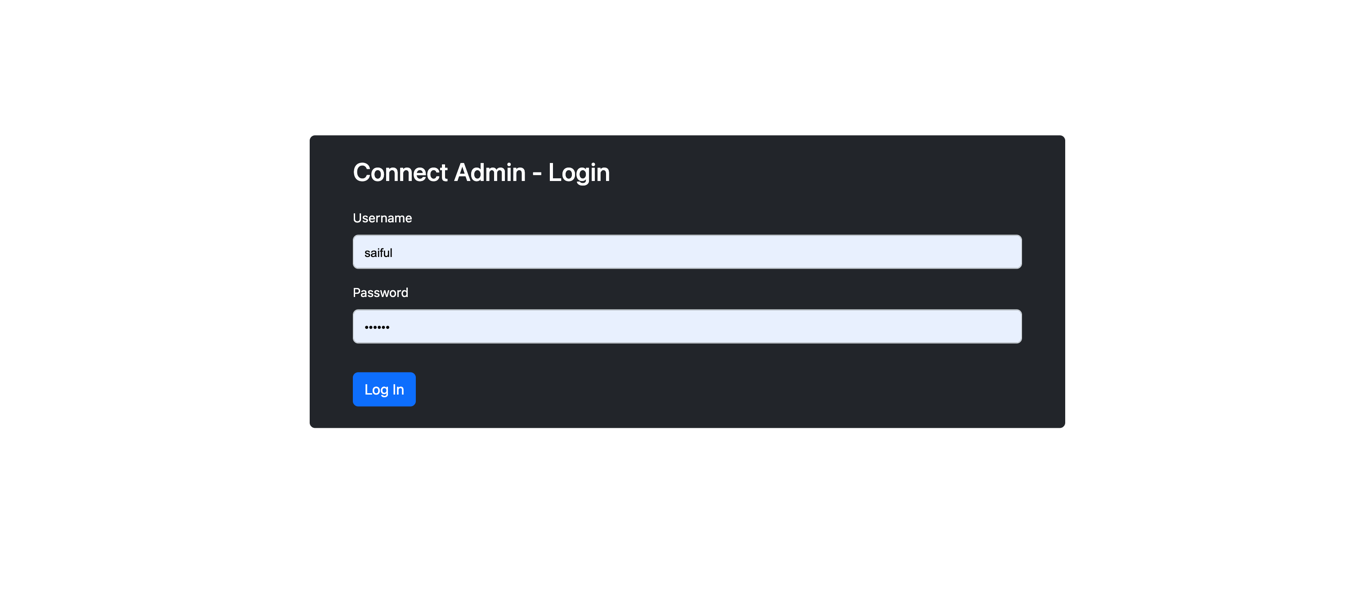 Connect Admin - Login
Username
saiful
Password
••••••
Log In